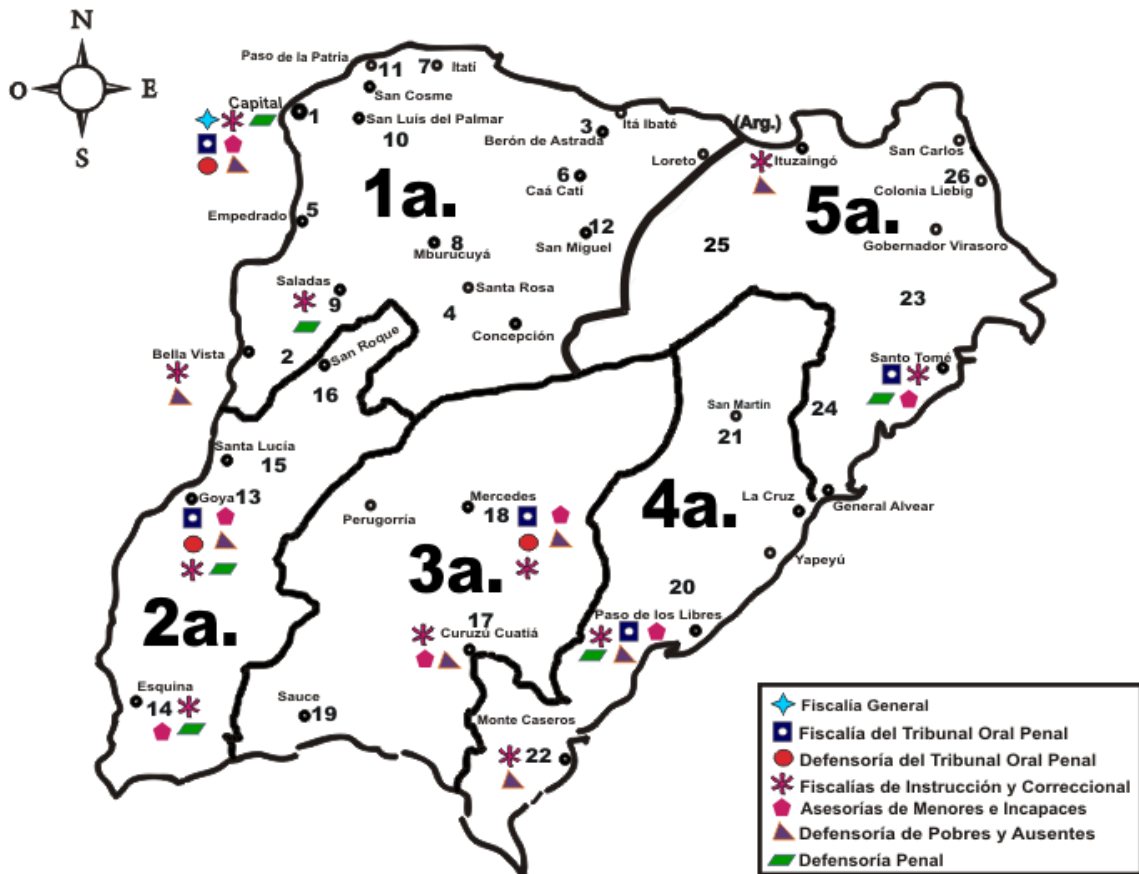 N
O
E
S
Paso de la Patria
11
7
Itatí
San Cosme
Capital
1
San Luís del Palmar
10
Itá Ibaté
3
Berón de Astrada
(Arg.)
Ituzaingó
San Carlos
Loreto
6
Caá Catí
26
Colonia Liebig
1a.
5a.
Empedrado
5
12
San Miguel
8
Mburucuyá
25
Gobernador Virasoro
Saladas
9
Santa Rosa
4
23
Concepción
San Roque
Bella Vista
2
16
Santo Tomé
24
San Martín
21
Santa Lucía
15
Goya
13
Perugorría
Mercedes
18
4a.
La Cruz
General Alvear
3a.
Yapeyú
20
2a.
17
Curuzú Cuatiá
Paso de los Libres
Esquina
14
Sauce
19
Monte Caseros
22
Fiscalía General
Fiscalía del Tribunal Oral Penal
Defensoría del Tribunal Oral Penal
Fiscalías de Instrucción y Correccional
Asesorías de Menores e Incapaces
Defensoría de Pobres y Ausentes
Defensoría Penal